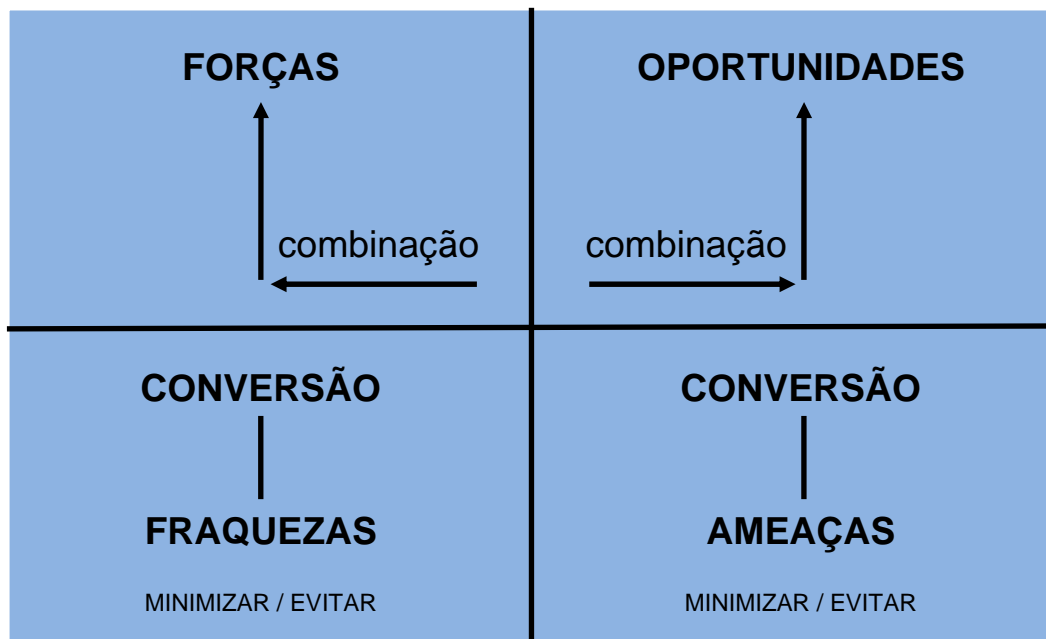 FORÇAS
OPORTUNIDADES
combinação
combinação
CONVERSÃO
CONVERSÃO
FRAQUEZAS
AMEAÇAS
MINIMIZAR / EVITAR
MINIMIZAR / EVITAR